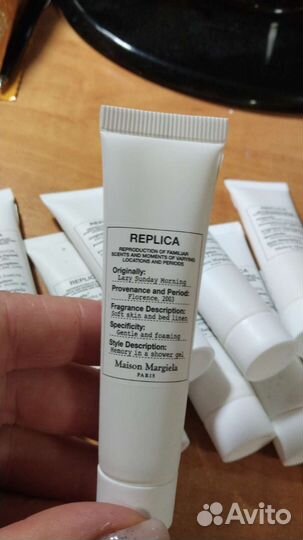 REPLICA
REPRODUCTION OF FAMILIAR
SCENTS AND MOMENTS OF VARYING
LOCATIONS AND PERIODS
Originally:
Lazy Sunday Morning
Provenance and Period:
Florence, 2003
Fragrance Description:
Soft skin and bed linen
Specificity:
Gentle and foaming
Style Description:
Memory in a shower gel
Maison Margiela
PARIS
Avito